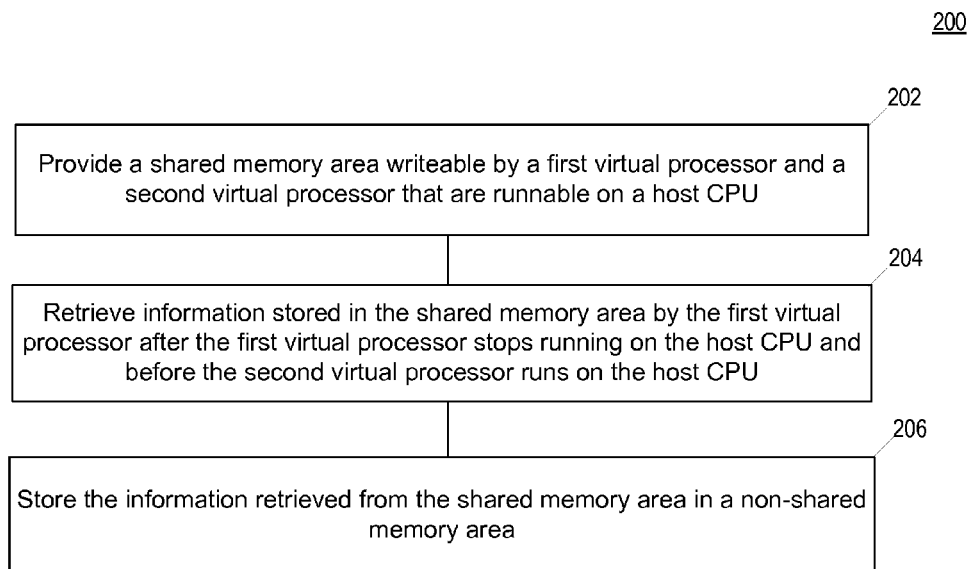 200
202
Provide a shared memory area writeable by a first virtual processor and a
second virtual processor that are runnable on a host CPU
204
Retrieve information stored in the shared memory area by the first virtual
processor after the first virtual processor stops running on the host CPU and
before the second virtual processor runs on the host CPU
206
Store the information retrieved from the shared memory area in a non-shared
memory area